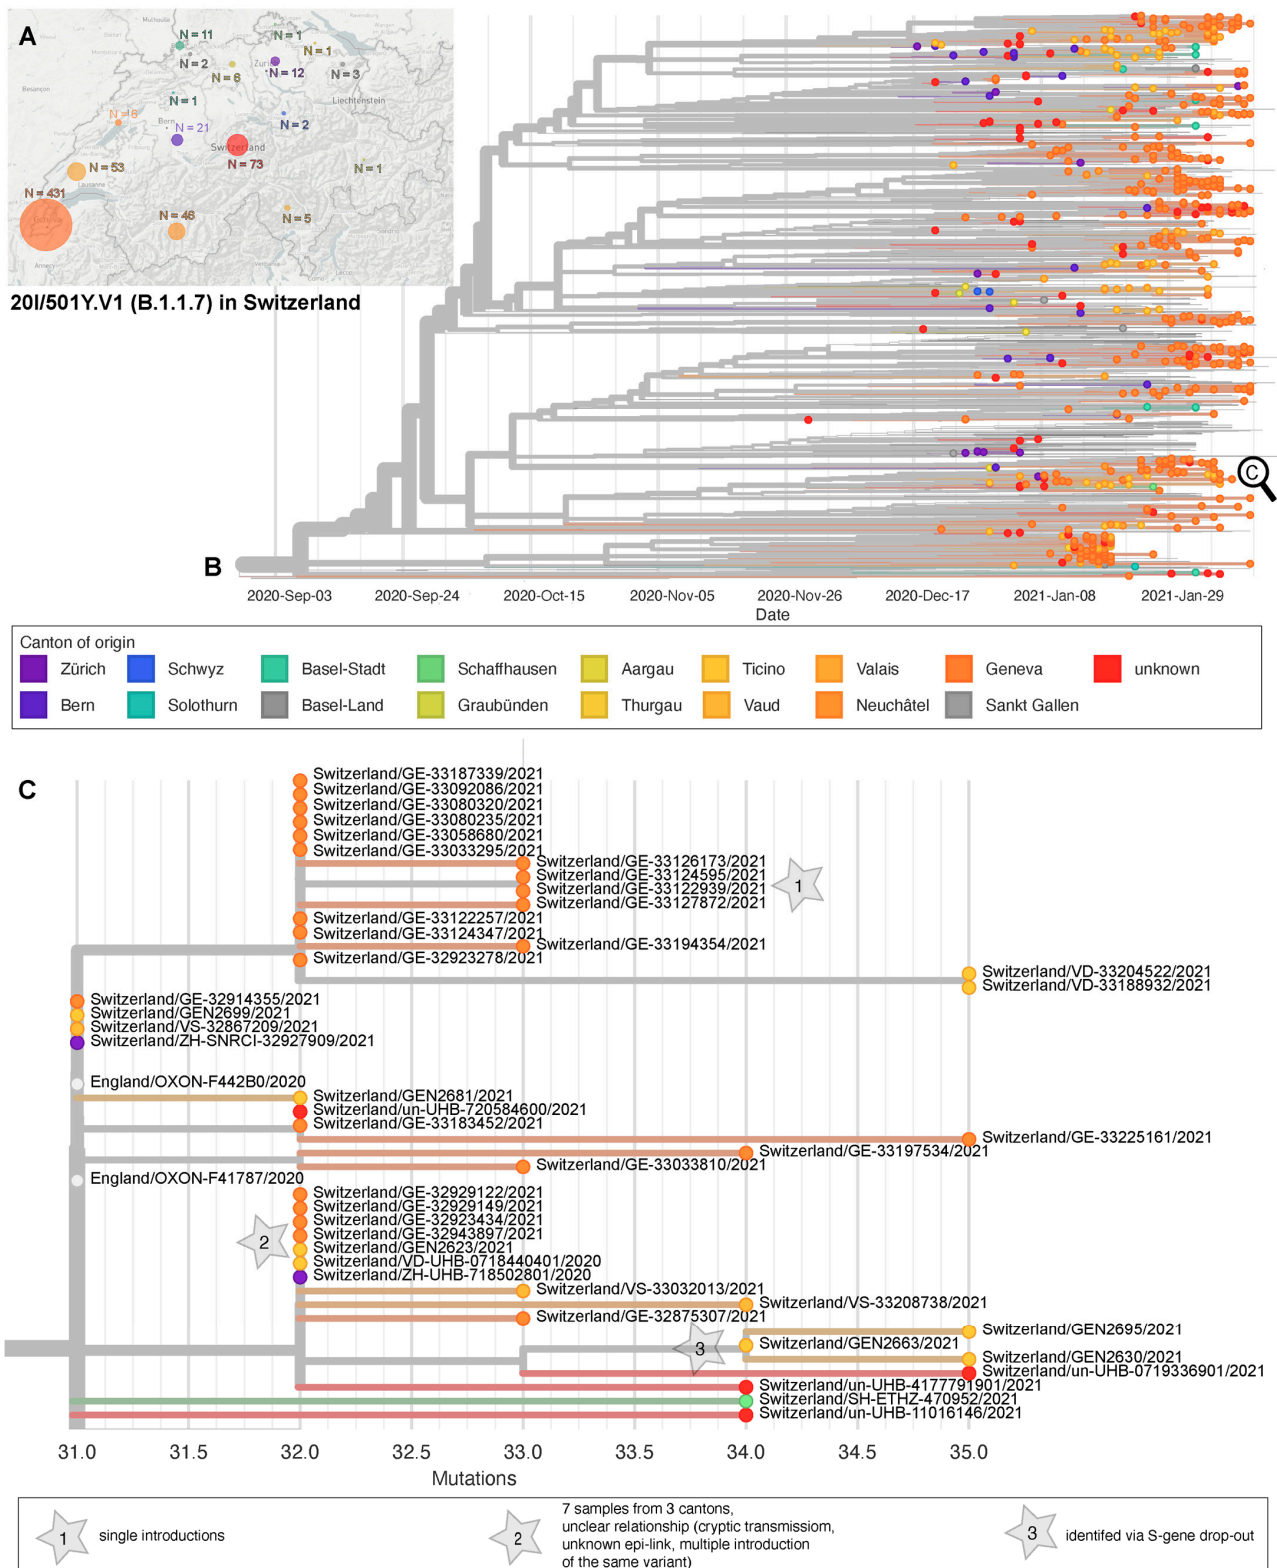 A
Mulhouse
N = 11
N = 1
N = 2
N = 1
Zürich
N = 6
N = 12
N = 3
Besançon
N = 1
Liechtenstein
N = 6
Bern
N = 21
N = 2
Fribourg
Switzerland
N = 53
N = 73
N = 1
Lausanne
N = 431
N = 46
N = 5
Sondrio
Annecy
Lecco
Como
20I/501Y.V1 (B.1.1.7) in Switzerland
C
B
2020-Sep-03
2020-Sep-24
2020-Oct-15
2020-Nov-05
2020-Nov-26
2020-Dec-17
2021-Jan-08
2021-Jan-29
Date
Canton of origin
Zürich
Schwyz
Basel-Stadt
Schaffhausen
Aargau
Ticino
Valais
Geneva
unknown
Bern
Solothurn
Basel-Land
Graubünden
Thurgau
Vaud
Neuchâtel
Sankt Gallen
C
Switzerland/GE-33187339/2021
Switzerland/GE-33092086/2021
Switzerland/GE-33080320/2021
Switzerland/GE-33080235/2021
Switzerland/GE-33058680/2021
Switzerland/GE-33033295/2021
Switzerland/GE-33126173/2021
Switzerland/GE-33124595/2021
1
Switzerland/GE-33122939/2021
Switzerland/GE-33127872/2021
Switzerland/GE-33122257/2021
Switzerland/GE-33124347/2021
Switzerland/GE-33194354/2021
Switzerland/GE-32923278/2021
Switzerland/VD-33204522/2021
Switzerland/VD-33188932/2021
Switzerland/GE-32914355/2021
Switzerland/GEN2699/2021
Switzerland/VS-32867209/2021
Switzerland/ZH-SNRCI-32927909/2021
England/OXON-F442B0/2020
Switzerland/GEN2681/2021
Switzerland/un-UHB-720584600/2021
Switzerland/GE-33183452/2021
Switzerland/GE-33225161/2021
Switzerland/GE-33197534/2021
Switzerland/GE-33033810/2021
England/OXON-F41787/2020
Switzerland/GE-32929122/2021
Switzerland/GE-32929149/2021
Switzerland/GE-32923434/2021
Switzerland/GE-32943897/2021
2
Switzerland/GEN2623/2021
Switzerland/VD-UHB-0718440401/2020
Switzerland/ZH-UHB-718502801/2020
Switzerland/VS-33032013/2021
Switzerland/VS-33208738/2021
Switzerland/GE-32875307/2021
Switzerland/GEN2695/2021
Switzerland/GEN2663/2021
3
Switzerland/GEN2630/2021
Switzerland/un-UHB-0719336901/2021
Switzerland/un-UHB-4177791901/2021
Switzerland/SH-ETHZ-470952/2021
Switzerland/un-UHB-11016146/2021
31.0
31.5
32.0
32.5
33.0
33.5
34.0
34.5
35.0
Mutations
1
single introductions
2
7 samples from 3 cantons,
unclear relationship (cryptic transmissiom,
unknown epi-link, multiple introduction
of the same variant)
3
identifed via S-gene drop-out